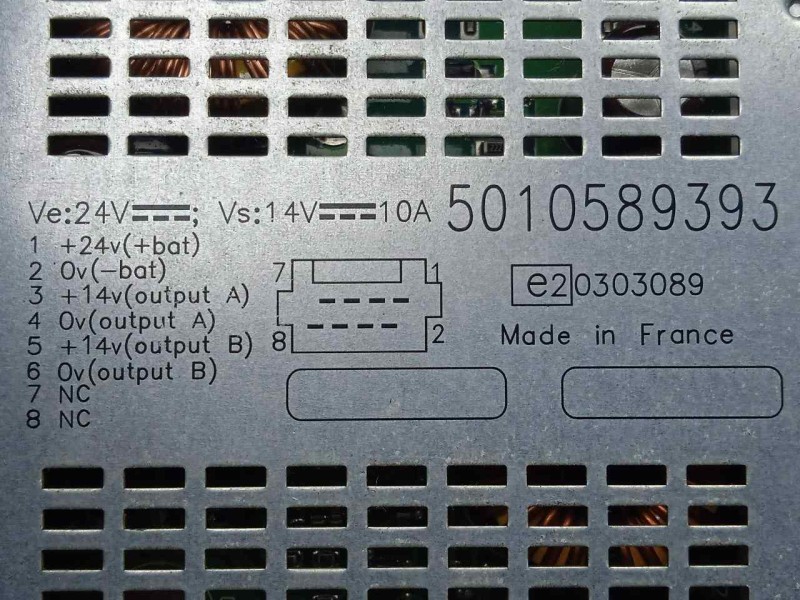 Ve:24V⎓; Vs:14V⎓10A 5010589393
1 +24v(+bat)
2 0v(-bat)
3 +14v(output A)
4 0v(output A)
5 +14v(output B)
6 0v(output B)
7 NC
8 NC
7 1
8 2
e2 0303089
Made in France